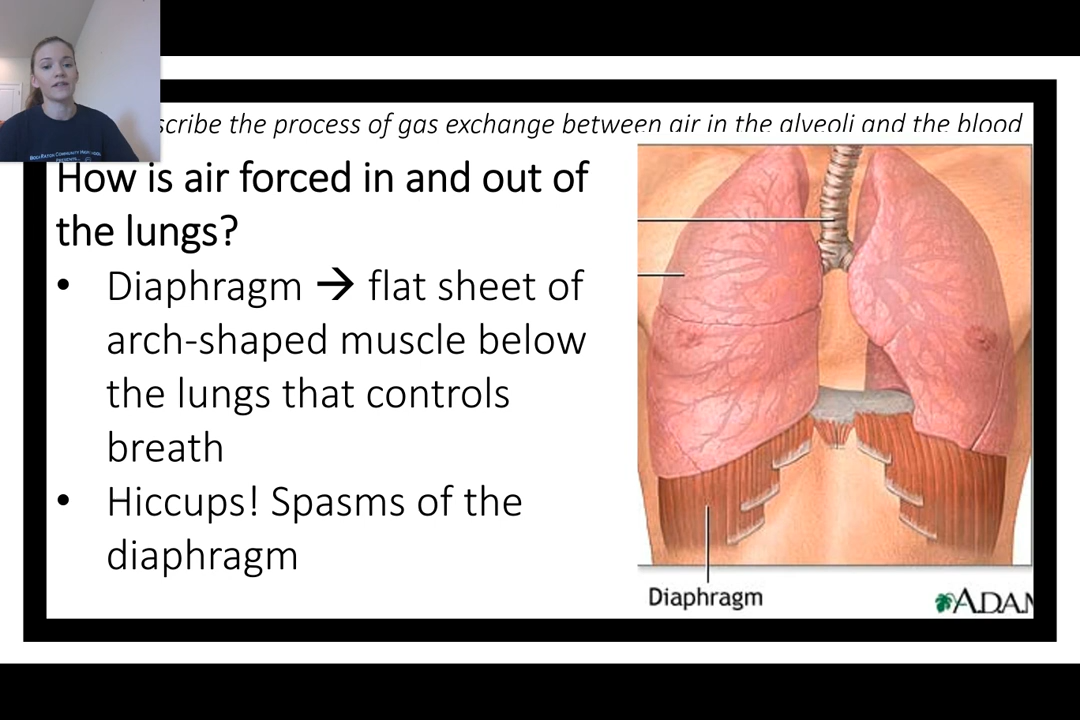 scribe the process of gas exchange between air in the alveoli and the blood
How is air forced in and out of
the lungs?
• Diaphragm → flat sheet of
arch-shaped muscle below
the lungs that controls
breath
• Hiccups! Spasms of the
diaphragm
Diaphragm
A.D.A.